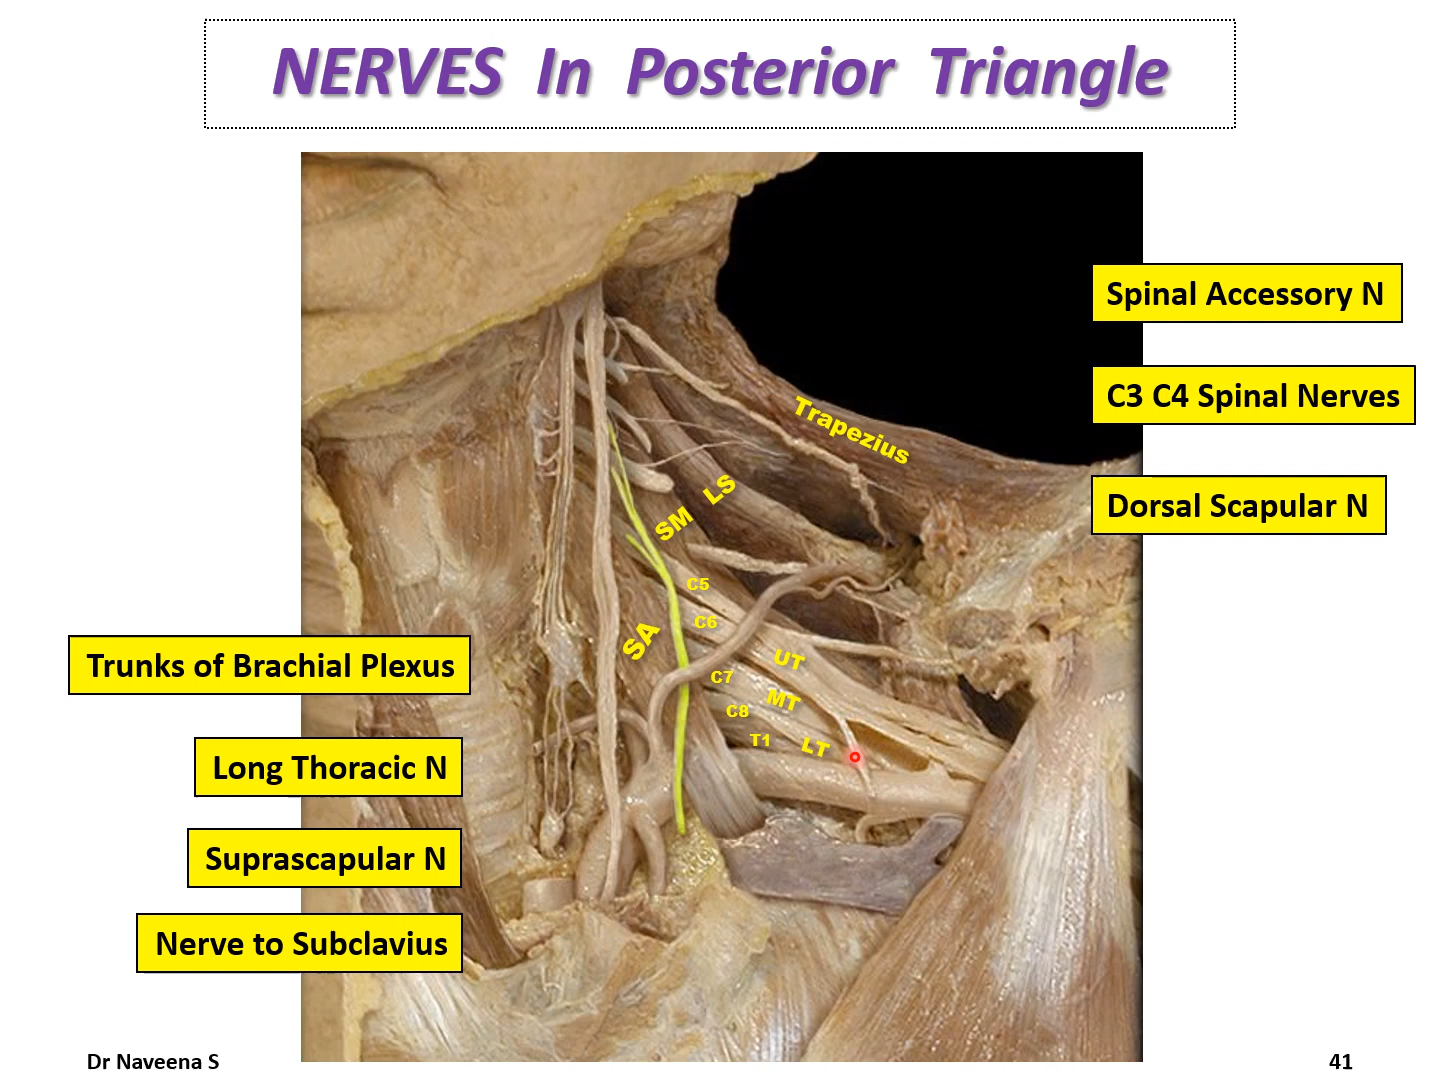 NERVES In Posterior Triangle
Spinal Accessory N
C3 C4 Spinal Nerves
Trapezius
Dorsal Scapular N
LS
SM
C5
C6
SA
UT
Trunks of Brachial Plexus
C7
MT
C8
T1
LT
Long Thoracic N
Suprascapular N
Nerve to Subclavius
Dr Naveena S
41